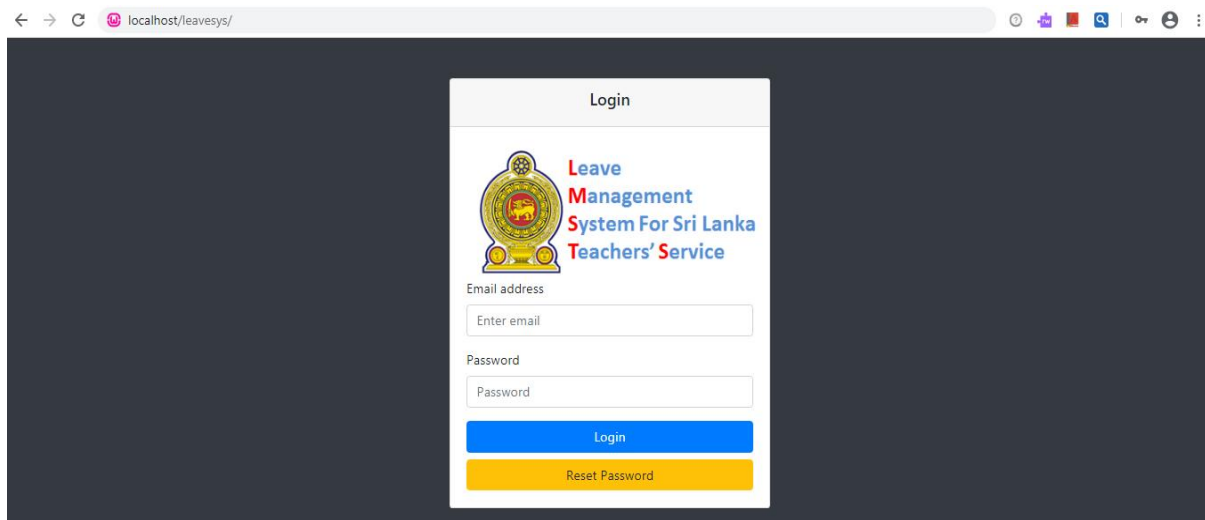 localhost/leavesys/
Login
Leave
Management
System For Sri Lanka
Teachers' Service
Email address
Enter email
Password
Password
Login
Reset Password